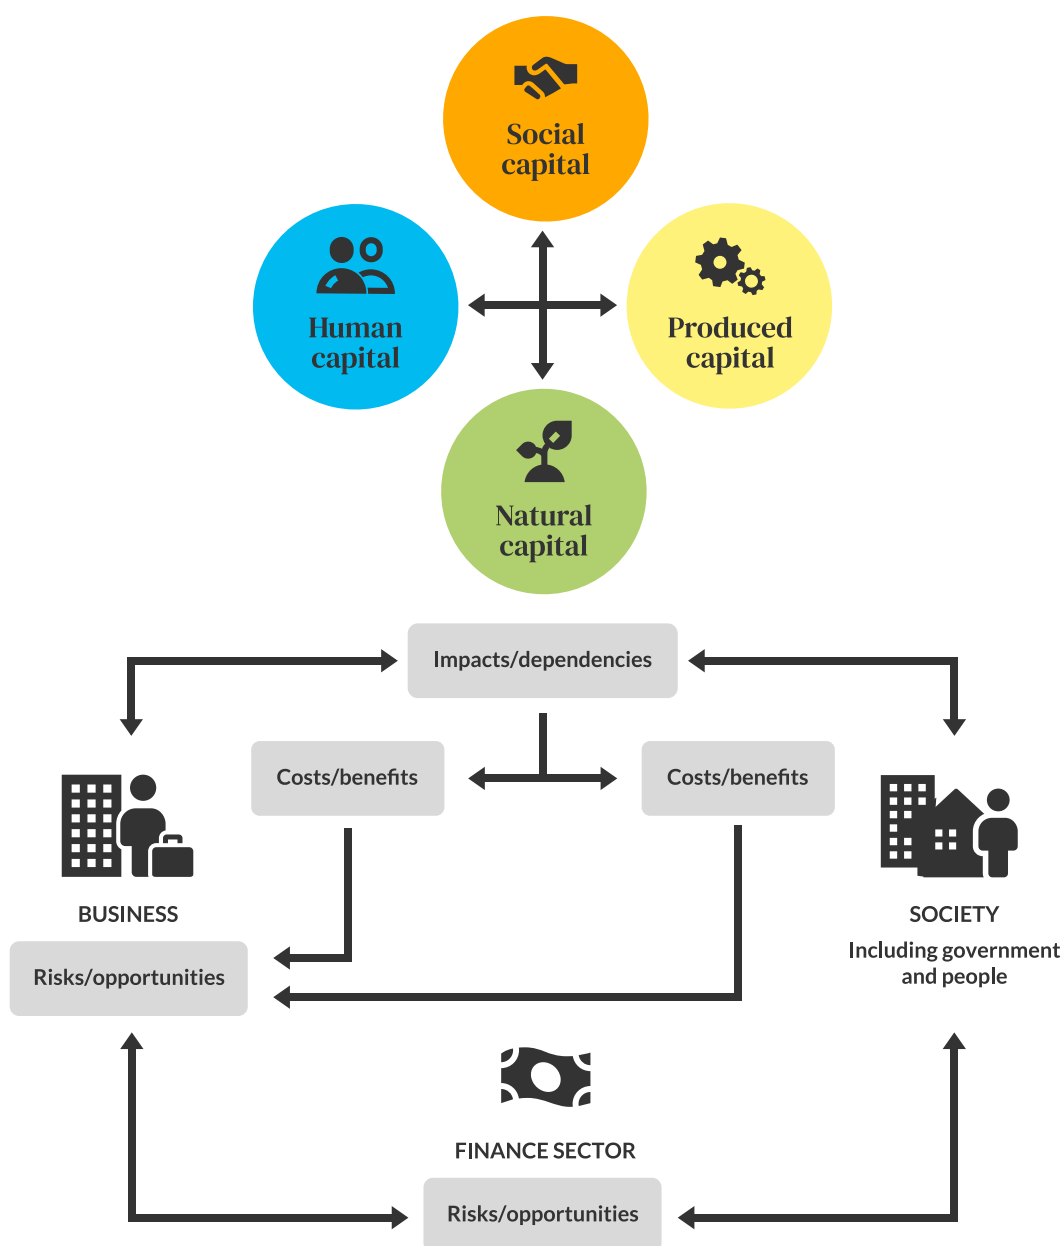 Social
capital
Human
capital
Produced
capital
Natural
capital
Impacts/dependencies
Costs/benefits
Costs/benefits
BUSINESS
Risks/opportunities
SOCIETY
Including government
and people
FINANCE SECTOR
Risks/opportunities